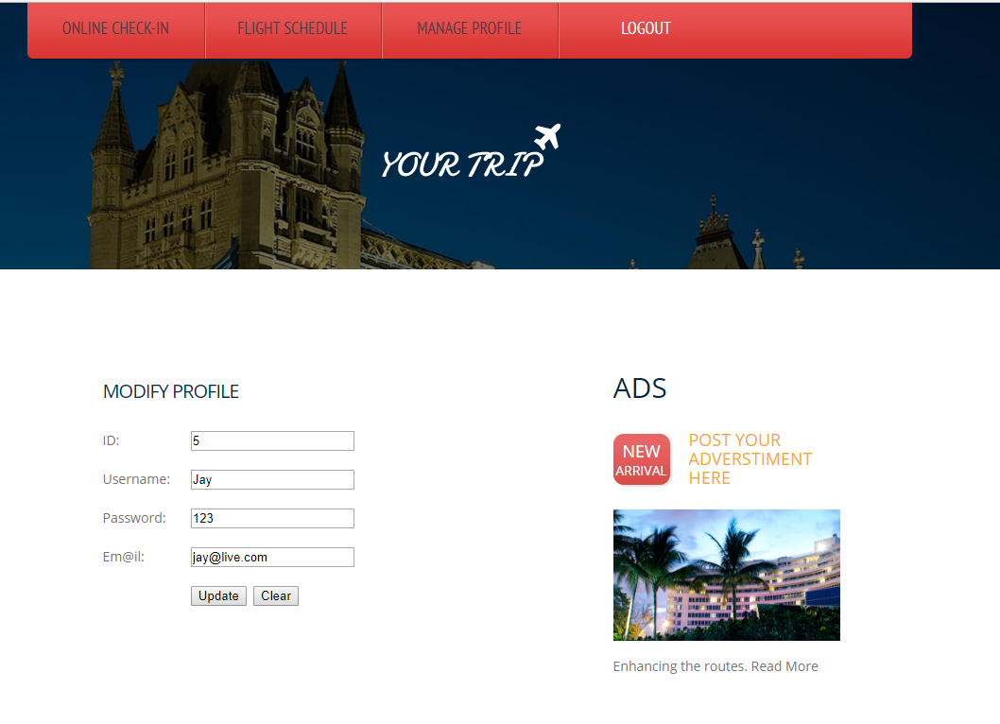 ONLINE CHECK-IN
FLIGHT SCHEDULE
MANAGE PROFILE
LOGOUT
YOUR TRIP
MODIFY PROFILE
ID: 5
Username: Jay
Password: 123
Em@il: jay@live.com
Update Clear
ADS
NEW
ARRIVAL
POST YOUR
ADVERSTIMENT
HERE
Enhancing the routes. Read More